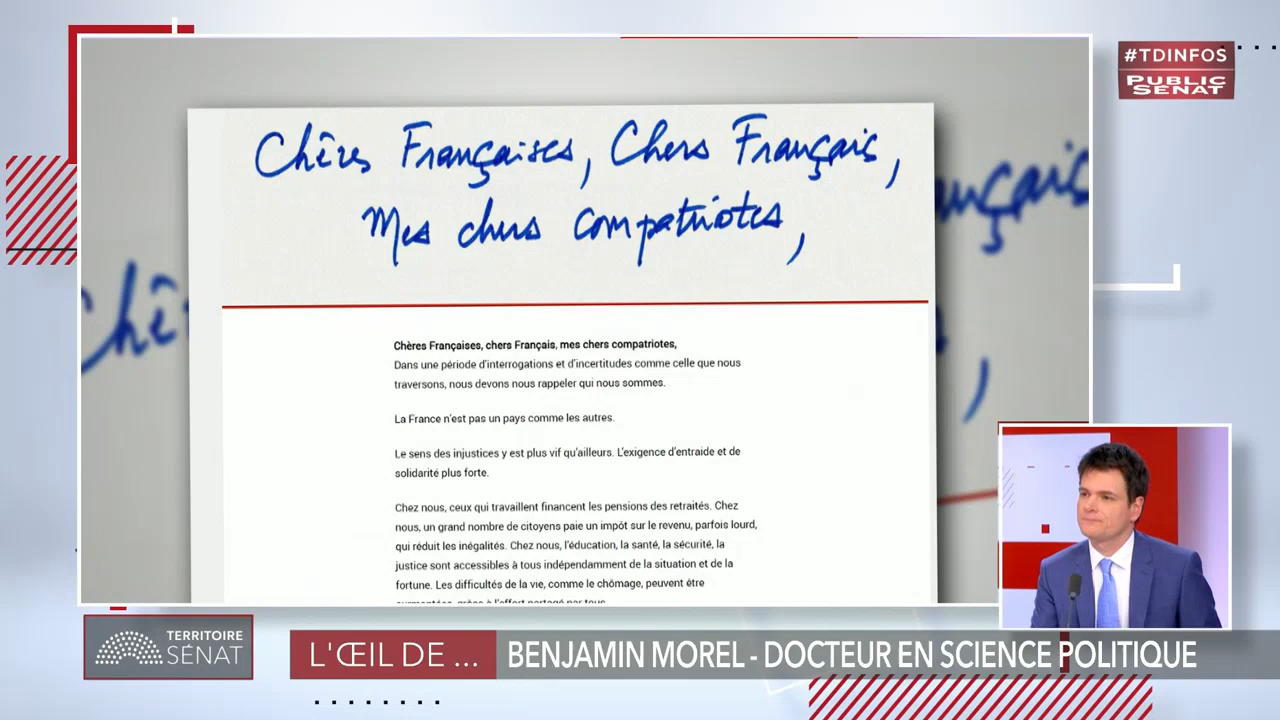 Chères Françaises, Chers Français,
Mes chers compatriotes,
Chères Françaises, chers Français, mes chers compatriotes,
Dans une période d'interrogations et d'incertitudes comme celle que nous
traversons, nous devons nous rappeler qui nous sommes.
La France n'est pas un pays comme les autres.
Le sens des injustices y est plus vif qu'ailleurs. L'exigence d'entraide et de
solidarité plus forte.
Chez nous, ceux qui travaillent financent les pensions des retraités. Chez
nous, un grand nombre de citoyens paie un impôt sur le revenu, parfois lourd,
qui réduit les inégalités. Chez nous, l'éducation, la santé, la sécurité, la
justice sont accessibles à tous indépendamment de la situation et de la
fortune. Les difficultés de la vie, comme le chômage, peuvent être
#TDINFOS
PUBLIC
SENAT
TERRITOIRE
SÉNAT
L'ŒIL DE ...
BENJAMIN MOREL - DOCTEUR EN SCIENCE POLITIQUE